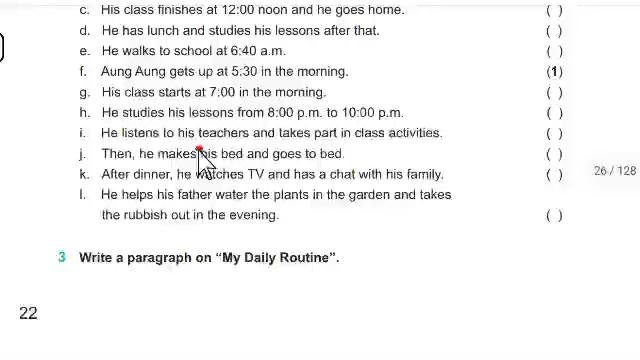 c. His class finishes at 12:00 noon and he goes home. ( )
d. He has lunch and studies his lessons after that. ( )
e. He walks to school at 6:40 a.m. ( )
f. Aung Aung gets up at 5:30 in the morning. (1)
g. His class starts at 7:00 in the morning. ( )
h. He studies his lessons from 8:00 p.m. to 10:00 p.m. ( )
i. He listens to his teachers and takes part in class activities. ( )
j. Then, he makes his bed and goes to bed. ( )
k. After dinner, he watches TV and has a chat with his family. ( )
26 / 128
l. He helps his father water the plants in the garden and takes
the rubbish out in the evening. ( )
3 Write a paragraph on “My Daily Routine”.
22